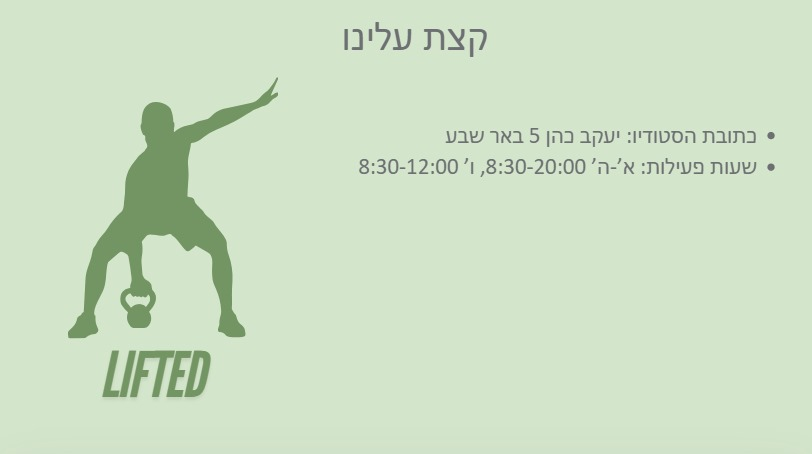 קצת עלינו
• כתובת הסטודיו: יעקב כהן 5 באר שבע
• שעות פעילות: א׳-ה׳ 8:30-20:00, ו׳ 8:30-12:00
LIFTED